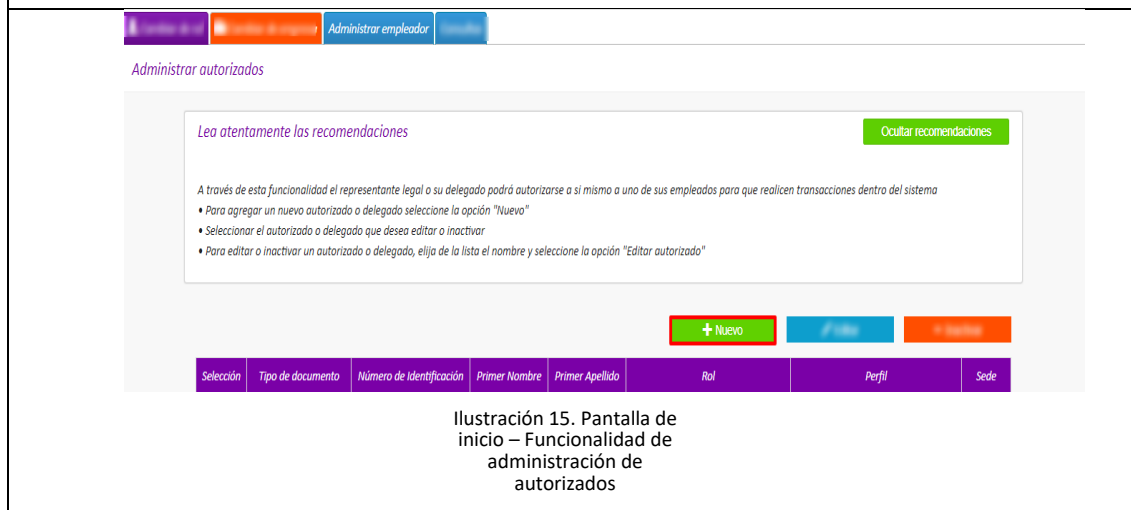 Administrar empleador
Administrar autorizados
Lea atentamente las recomendaciones
Ocultar recomendaciones
A través de esta funcionalidad el representante legal o su delegado podrá autorizarse a si mismo a uno de sus empleados para que realicen transacciones dentro del sistema
• Para agregar un nuevo autorizado o delegado seleccione la opción "Nuevo"
• Seleccionar el autorizado o delegado que desea editar o inactivar
• Para editar o inactivar un autorizado o delegado, elija de la lista el nombre y seleccione la opción "Editar autorizado"
+ Nuevo
Selección Tipo de documento Número de Identificación Primer Nombre Primer Apellido Rol Perfil Sede
Ilustración 15. Pantalla de
inicio – Funcionalidad de
administración de
autorizados